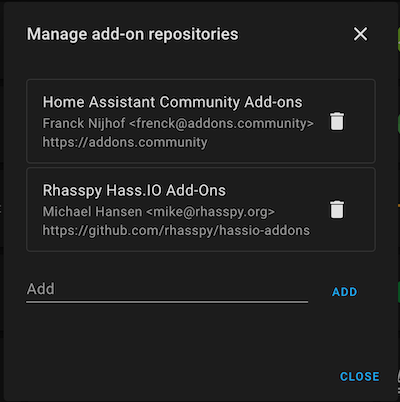 Manage add-on repositories
Home Assistant Community Add-ons
Franck Nijhof <frenck@addons.community>
https://addons.community
Rhasspy Hass.IO Add-Ons
Michael Hansen <mike@rhasspy.org>
https://github.com/rhasspy/hassio-addons
Add
ADD
CLOSE